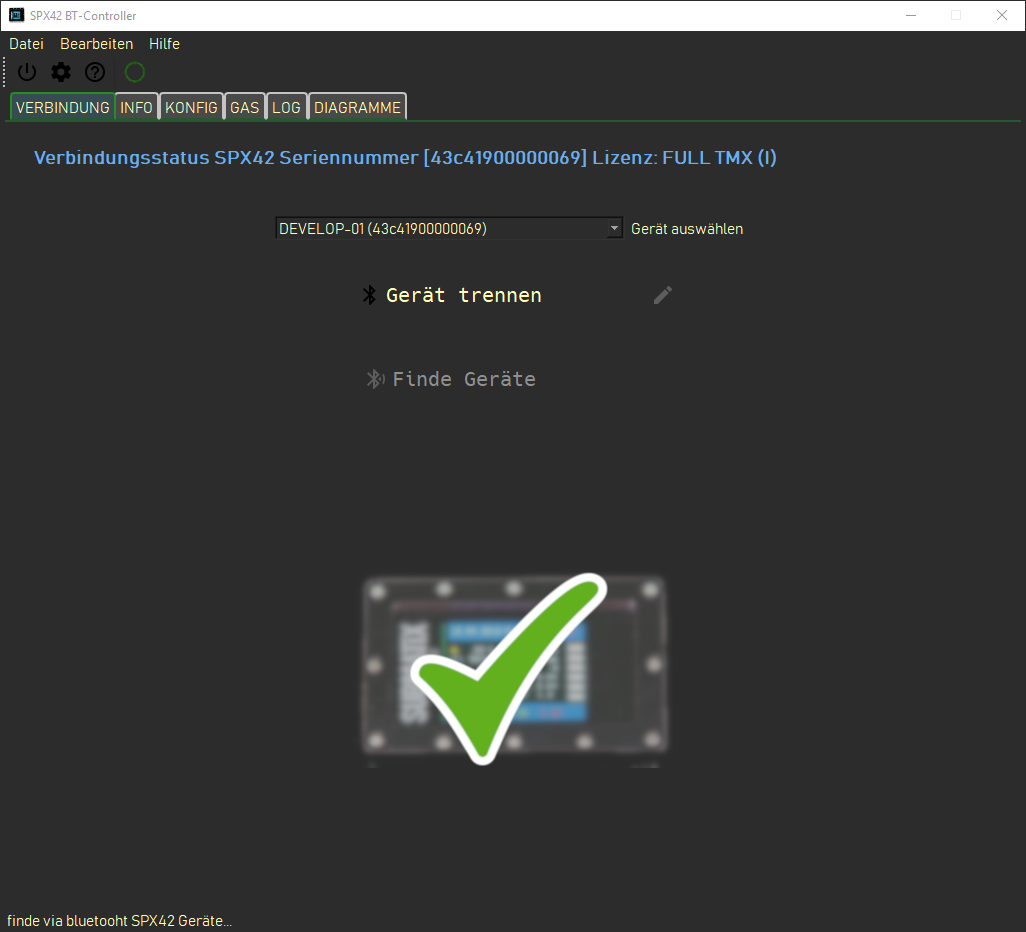 SPX42 BT-Controller
Datei Bearbeiten Hilfe
VERBINDUNG INFO KONFIG GAS LOG DIAGRAMME
Verbindungsstatus SPX42 Seriennummer [43c41900000069] Lizenz: FULL TMX (I)
DEVELOP-01 (43c41900000069) Gerät auswählen
Gerät trennen
Finde Geräte
finde via bluetooht SPX42 Geräte...